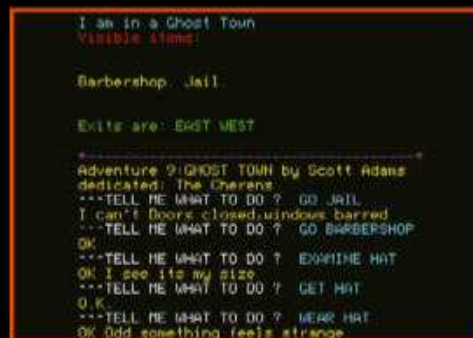 I am in a Ghost Town
Visible items:
Barbershop. Jail.
Exits are: EAST WEST
Adventure 9:GHOST TOWN by Scott Adams
dedicated: The Cherens
---TELL ME WHAT TO DO ? GO JAIL
I can't Doors closed,windows barred
---TELL ME WHAT TO DO ? GO BARBERSHOP
OK
---TELL ME WHAT TO DO ? EXAMINE HAT
OK I see its my size
---TELL ME WHAT TO DO ? GET HAT
O.K.
---TELL ME WHAT TO DO ? WEAR HAT
OK Odd something feels strange